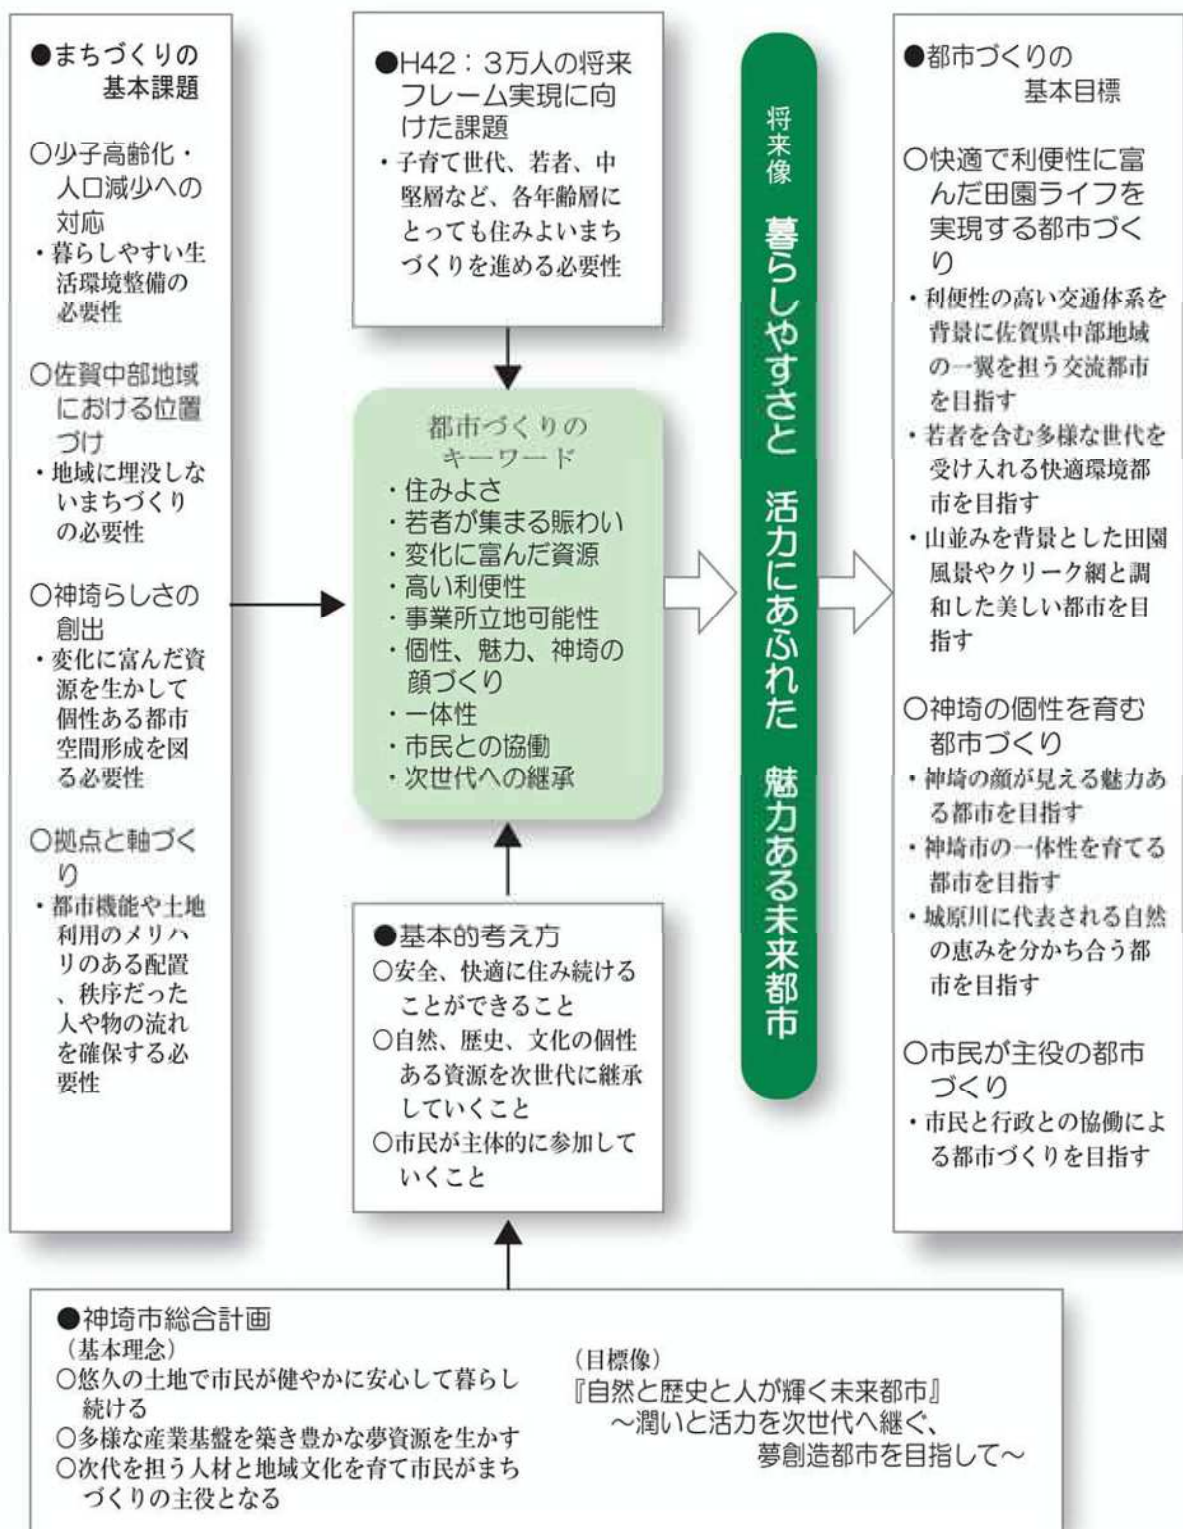 ●まちづくりの
基本課題
○少子高齢化・
人口減少への
対応
・暮らしやすい生
活環境整備の
必要性
○佐賀中部地域
における位置
づけ
・地域に埋没しな
いまちづくり
の必要性
○神埼らしさの
創出
・変化に富んだ資
源を生かして
個性ある都市
空間形成を図
る必要性
○拠点と軸づく
り
・都市機能や土地
利用のメリハ
リのある配置
、秩序だった
人や物の流れ
を確保する必
要性
●H42：3万人の将来
フレーム実現に向
けた課題
・子育て世代、若者、中
堅層など、各年齢層に
とっても住みよいまち
づくりを進める必要性
都市づくりの
キーワード
・住みよさ
・若者が集まる賑わい
・変化に富んだ資源
・高い利便性
・事業所立地可能性
・個性、魅力、神埼の
顔づくり
・一体性
・市民との協働
・次世代への継承
●基本的考え方
○安全、快適に住み続ける
ことができること
○自然、歴史、文化の個性
ある資源を次世代に継承
していくこと
○市民が主体的に参加して
いくこと
将来像 暮らしやすさと 活力にあふれた 魅力ある未来都市
●都市づくりの
基本目標
○快適で利便性に富
んだ田園ライフを
実現する都市づく
り
・利便性の高い交通体系を
背景に佐賀県中部地域
の一翼を担う交流都市
を目指す
・若者を含む多様な世代を
受け入れる快適環境都
市を目指す
・山並みを背景とした田園
風景やクリーク網と調
和した美しい都市を目
指す
○神埼の個性を育む
都市づくり
・神埼の顔が見える魅力あ
る都市を目指す
・神埼市の一体性を育てる
都市を目指す
・城原川に代表される自然
の恵みを分かち合う都
市を目指す
○市民が主役の都市
づくり
・市民と行政との協働によ
る都市づくりを目指す
●神埼市総合計画
（基本理念）
○悠久の土地で市民が健やかに安心して暮らし
続ける
○多様な産業基盤を築き豊かな夢資源を生かす
○次代を担う人材と地域文化を育て市民がまち
づくりの主役となる
（目標像）
『自然と歴史と人が輝く未来都市』
～潤いと活力を次世代へ継ぐ、
夢創造都市を目指して～